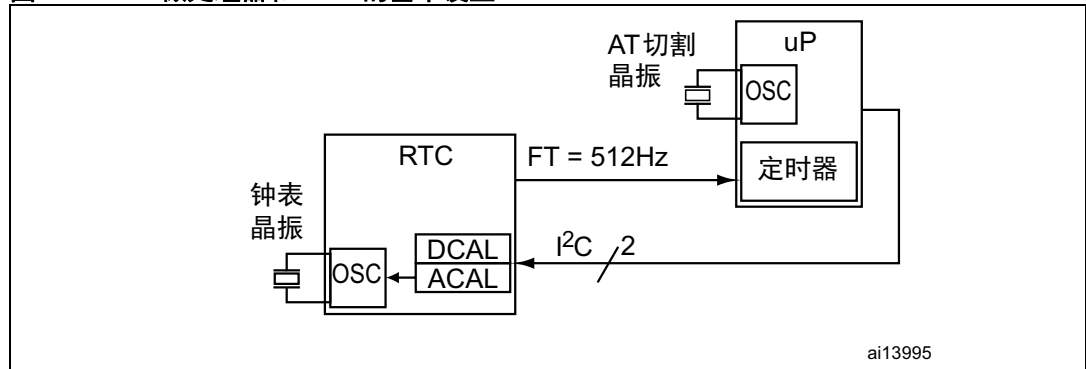 AT切割
晶振
uP
OSC
定时器
RTC
FT = 512Hz
钟表
晶振
OSC
DCAL
ACAL
I²C
2
ai13995